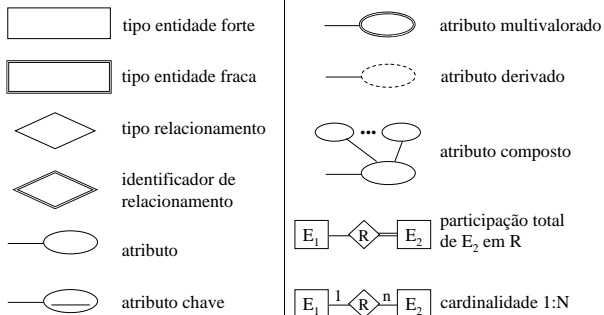 tipo entidade forte
tipo entidade fraca
tipo relacionamento
identificador de
relacionamento
atributo
atributo chave
atributo multivalorado
atributo derivado
•••
atributo composto
E₁ R E₂
participação total
de E₂ em R
E₁ 1 R n E₂
cardinalidade 1:N